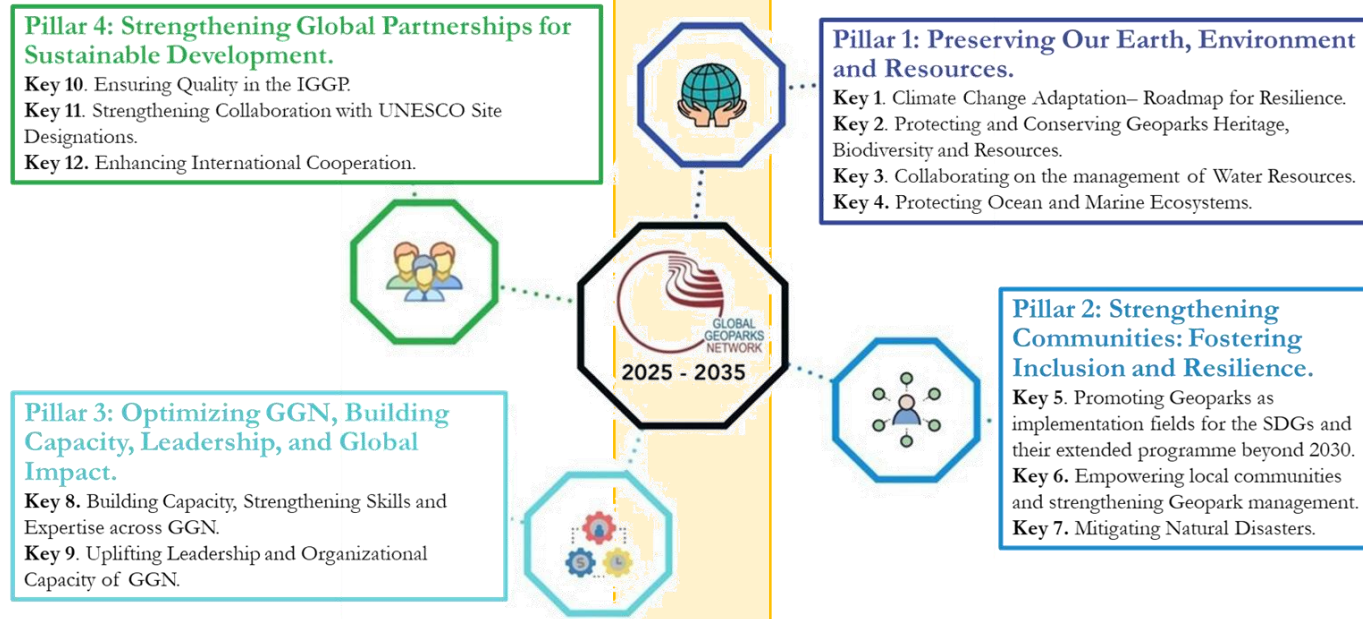 Pillar 4: Strengthening Global Partnerships for
Sustainable Development.
Key 10. Ensuring Quality in the IGGP.
Key 11. Strengthening Collaboration with UNESCO Site
Designations.
Key 12. Enhancing International Cooperation.
Pillar 1: Preserving Our Earth, Environment
and Resources.
Key 1. Climate Change Adaptation– Roadmap for Resilience.
Key 2. Protecting and Conserving Geoparks Heritage,
Biodiversity and Resources.
Key 3. Collaborating on the management of Water Resources.
Key 4. Protecting Ocean and Marine Ecosystems.
GLOBAL
GEOPARKS
NETWORK
2025 - 2035
Pillar 2: Strengthening
Communities: Fostering
Inclusion and Resilience.
Key 5. Promoting Geoparks as
implementation fields for the SDGs and
their extended programme beyond 2030.
Key 6. Empowering local communities
and strengthening Geopark management.
Key 7. Mitigating Natural Disasters.
Pillar 3: Optimizing GGN, Building
Capacity, Leadership, and Global
Impact.
Key 8. Building Capacity, Strengthening Skills and
Expertise across GGN.
Key 9. Uplifting Leadership and Organizational
Capacity of GGN.
S